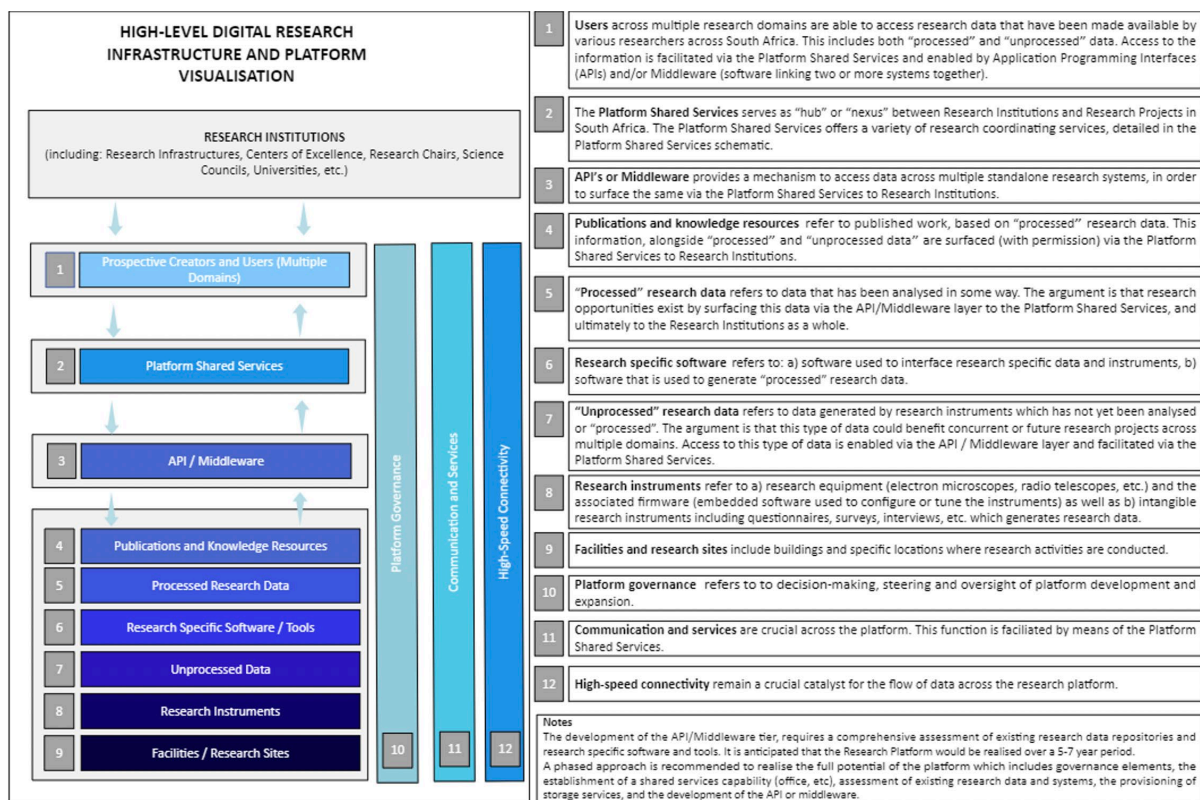 HIGH-LEVEL DIGITAL RESEARCH
INFRASTRUCTURE AND PLATFORM
VISUALISATION
RESEARCH INSTITUTIONS
(including: Research Infrastructures, Centers of Excellence, Research Chairs, Science
Councils, Universities, etc.)
1
Prospective Creators and Users (Multiple
Domains)
2
Platform Shared Services
3
API / Middleware
4
Publications and Knowledge Resources
5
Processed Research Data
6
Research Specific Software / Tools
7
Unprocessed Data
8
Research Instruments
9
Facilities / Research Sites
Platform Governance
10
Communication and Services
11
High-Speed Connectivity
12
1
Users across multiple research domains are able to access research data that have been made available by
various researchers across South Africa. This includes both “processed” and “unprocessed” data. Access to the
information is facilitated via the Platform Shared Services and enabled by Application Programming Interfaces
(APIs) and/or Middleware (software linking two or more systems together).
2
The Platform Shared Services serves as “hub” or “nexus” between Research Institutions and Research Projects in
South Africa. The Platform Shared Services offers a variety of research coordinating services, detailed in the
Platform Shared Services schematic.
3
API’s or Middleware provides a mechanism to access data across multiple standalone research systems, in order
to surface the same via the Platform Shared Services to Research Institutions.
4
Publications and knowledge resources refer to published work, based on “processed” research data. This
information, alongside “processed” and “unprocessed data” are surfaced (with permission) via the Platform
Shared Services to Research Institutions.
5
“Processed” research data refers to data that has been analysed in some way. The argument is that research
opportunities exist by surfacing this data via the API/Middleware layer to the Platform Shared Services, and
ultimately to the Research Institutions as a whole.
6
Research specific software refers to: a) software used to interface research specific data and instruments, b)
software that is used to generate “processed” research data.
7
“Unprocessed” research data refers to data generated by research instruments which has not yet been analysed
or “processed”. The argument is that this type of data could benefit concurrent or future research projects across
multiple domains. Access to this type of data is enabled via the API / Middleware layer and facilitated via the
Platform Shared Services.
8
Research instruments refer to a) research equipment (electron microscopes, radio telescopes, etc.) and the
associated firmware (embedded software used to configure or tune the instruments) as well as b) intangible
research instruments including questionnaires, surveys, interviews, etc. which generates research data.
9
Facilities and research sites include buildings and specific locations where research activities are conducted.
10
Platform governance refers to to decision-making, steering and oversight of platform development and
expansion.
11
Communication and services are crucial across the platform. This function is faciliated by means of the Platform
Shared Services.
12
High-speed connectivity remain a crucial catalyst for the flow of data across the research platform.
Notes
The development of the API/Middleware tier, requires a comprehensive assessment of existing research data repositories and
research specific software and tools. It is anticipated that the Research Platform would be realised over a 5-7 year period.
A phased approach is recommended to realise the full potential of the platform which includes governance elements, the
establishment of a shared services capability (office, etc), assessment of existing research data and systems, the provisioning of
storage services, and the development of the API or middleware.